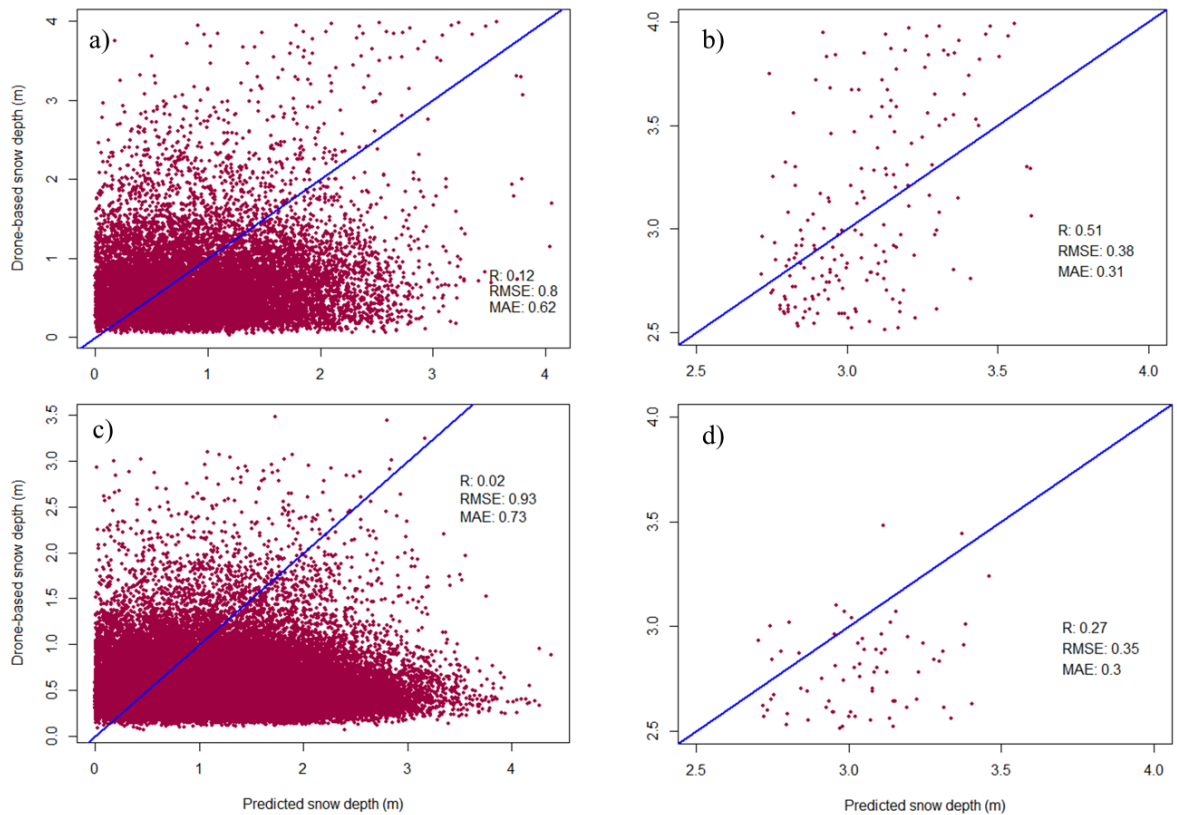 a)
Drone-based snow depth (m)
4
3
2
1
0
R: 0.12
RMSE: 0.8
MAE: 0.62
0 1 2 3 4
b)
4.0
3.5
3.0
2.5
R: 0.51
RMSE: 0.38
MAE: 0.31
2.5 3.0 3.5 4.0
c)
Drone-based snow depth (m)
3.5
3.0
2.5
2.0
1.5
1.0
0.5
0.0
R: 0.02
RMSE: 0.93
MAE: 0.73
0 1 2 3 4
Predicted snow depth (m)
d)
4.0
3.5
3.0
2.5
R: 0.27
RMSE: 0.35
MAE: 0.3
2.5 3.0 3.5 4.0
Predicted snow depth (m)